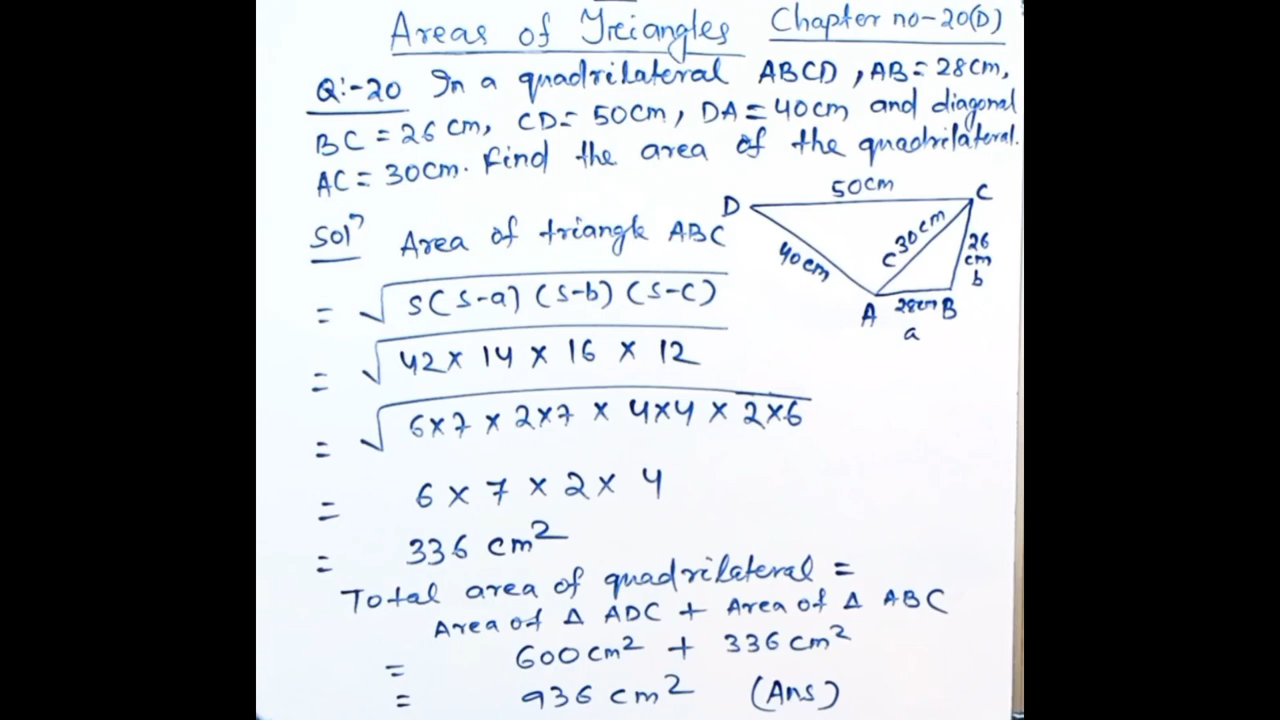 Areas of Treiangles Chapter no-20(D)
Q:-20 In a quadrilateral ABCD, AB = 28cm,
BC = 26 cm, CD = 50cm, DA = 40cm and diagonal
AC = 30cm. Find the area of the quadrilateral.
50cm
D
C
Solⁿ Area of triangle ABC
40cm
C 30cm
26
cm
b
A 28cm B
a
= √s(s-a) (s-b) (s-c)
= √42 × 14 × 16 × 12
= √6×7 × 2×7 × 4×4 × 2×6
= 6 × 7 × 2 × 4
= 336 cm²
Total area of quadrilateral =
Area of Δ ADC + Area of Δ ABC
= 600cm² + 336cm²
= 936 cm² (Ans)